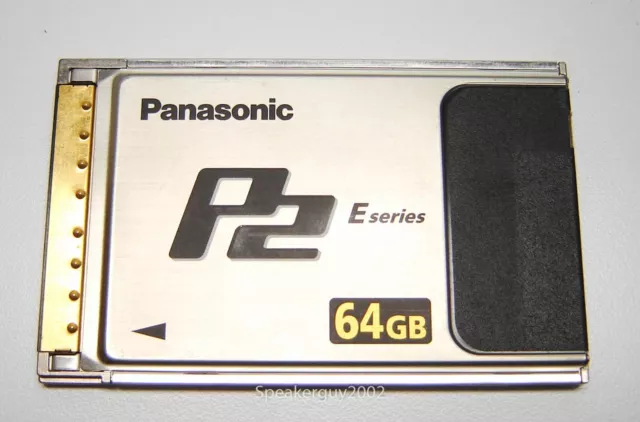 Panasonic
P2
E series
64GB
Speakerguy2002